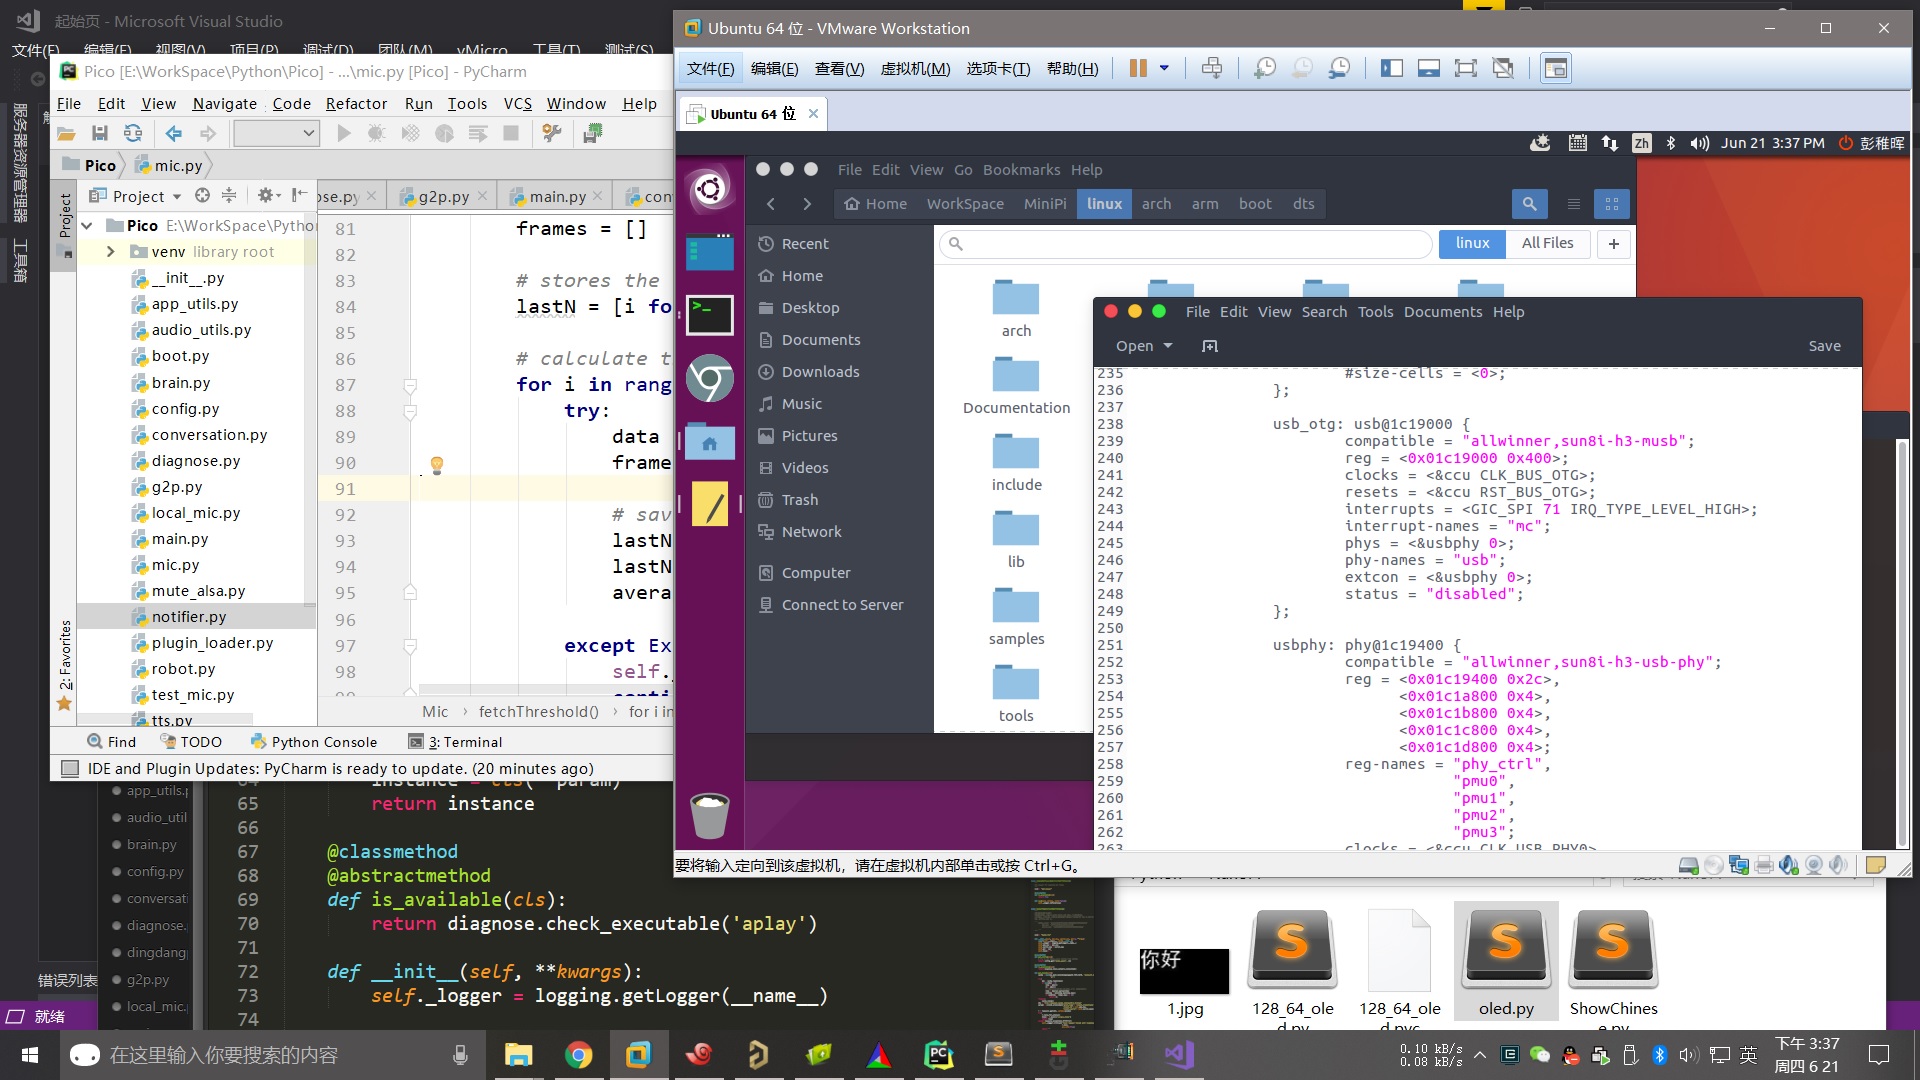 起始页 - Microsoft Visual Studio
文件(F) 编辑(E) 视图(V) 项目(P) 调试(D) 团队(M) vMicro 工具(T) 测试(S)
服务器资源管理器
工具箱
Pico [E:\WorkSpace\Python\Pico] - ...\mic.py [Pico] - PyCharm
File Edit View Navigate Code Refactor Run Tools VCS Window Help
Pico mic.py
Project
ose.py g2p.py main.py
1: Project
Pico E:\WorkSpace\Pytho
venv library root
__init__.py
app_utils.py
audio_utils.py
boot.py
brain.py
config.py
conversation.py
diagnose.py
g2p.py
local_mic.py
main.py
mic.py
mute_alsa.py
notifier.py
plugin_loader.py
robot.py
test_mic.py
tts.py
2: Favorites
81 frames = []
82
83 # stores the
84 lastN = [i fo
85
86 # calculate t
87 for i in rang
88 try:
89 data
90 frame
91
92 # sav
93 lastN
94 lastN
95 avera
96
97 except Ex
98 self.
Mic › fetchThreshold() › for i in
Find TODO Python Console 3: Terminal
IDE and Plugin Updates: PyCharm is ready to update. (20 minutes ago)
app_utils.p
audio_util
brain.py
config.py
conversati
diagnose.
dingdang
g2p.py
local_mic.
错误列表
就绪
65 return instance
66
67 @classmethod
68 @abstractmethod
69 def is_available(cls):
70 return diagnose.check_executable('aplay')
71
72 def __init__(self, **kwargs):
73 self._logger = logging.getLogger(__name__)
74
Ubuntu 64 位 - VMware Workstation
文件(F) 编辑(E) 查看(V) 虚拟机(M) 选项卡(T) 帮助(H)
Ubuntu 64 位
Zh Jun 21 3:37 PM 彭稚晖
File Edit View Go Bookmarks Help
Home WorkSpace MiniPi linux arch arm boot dts
Recent
Home
Desktop
Documents
Downloads
Music
Pictures
Videos
Trash
Network
Computer
Connect to Server
linux All Files
arch
Documentation
include
lib
samples
tools
File Edit View Search Tools Documents Help
Open Save
235 #size-cells = <0>;
236 };
237
238 usb_otg: usb@1c19000 {
239 compatible = "allwinner,sun8i-h3-musb";
240 reg = <0x01c19000 0x400>;
241 clocks = <&ccu CLK_BUS_OTG>;
242 resets = <&ccu RST_BUS_OTG>;
243 interrupts = <GIC_SPI 71 IRQ_TYPE_LEVEL_HIGH>;
244 interrupt-names = "mc";
245 phys = <&usbphy 0>;
246 phy-names = "usb";
247 extcon = <&usbphy 0>;
248 status = "disabled";
249 };
250
251 usbphy: phy@1c19400 {
252 compatible = "allwinner,sun8i-h3-usb-phy";
253 reg = <0x01c19400 0x2c>,
254 <0x01c1a800 0x4>,
255 <0x01c1b800 0x4>,
256 <0x01c1c800 0x4>,
257 <0x01c1d800 0x4>;
258 reg-names = "phy_ctrl",
259 "pmu0",
260 "pmu1",
261 "pmu2",
262 "pmu3";
263 clocks = <&ccu CLK_USB_PHY0>,
要将输入定向到该虚拟机，请在虚拟机内部单击或按 Ctrl+G。
你好
1.jpg
128_64_oled.py
128_64_oled.pyc
oled.py
ShowChinese.py
在这里输入你要搜索的内容
0.10 kB/s
0.08 kB/s
英
下午 3:37
周四 6 21